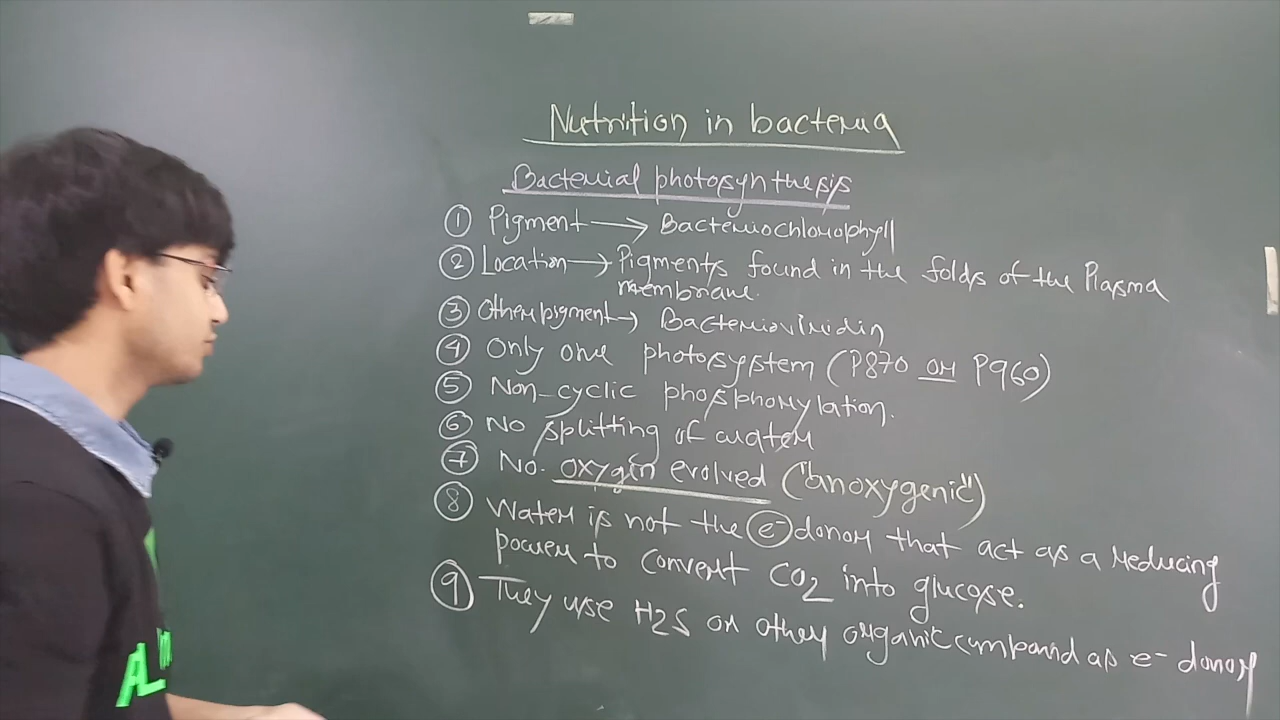 Nutrition in bacteria
Bacterial photosynthesis
① Pigment → Bacteriochlorophyll
② Location → Pigments found in the folds of the Plasma
membrane.
③ Other pigment → Bacterioviridin
④ Only one photosystem (P870 or P960)
⑤ Non-cyclic phosphorylation.
⑥ No splitting of water
⑦ No. oxygin evolved ("anoxygenic")
⑧ Water is not the e⁻ donor that act as a reducing
power to convert CO2 into glucose.
⑨ They use H2S or other organic compound as e⁻ donor
AL